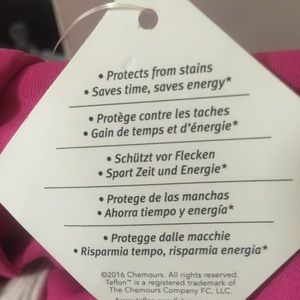 • Protects from stains
• Saves time, saves energy*
• Protège contre les taches
• Gain de temps et d'énergie*
• Schützt vor Flecken
• Spart Zeit und Energie*
• Protege de las manchas
• Ahorra tiempo y energía*
• Protegge dalle macchie
• Risparmia tempo, risparmia energia*
©2016 Chemours. All rights reserved.
Teflon™ is a registered trademark of
The Chemours Company FC, LLC.